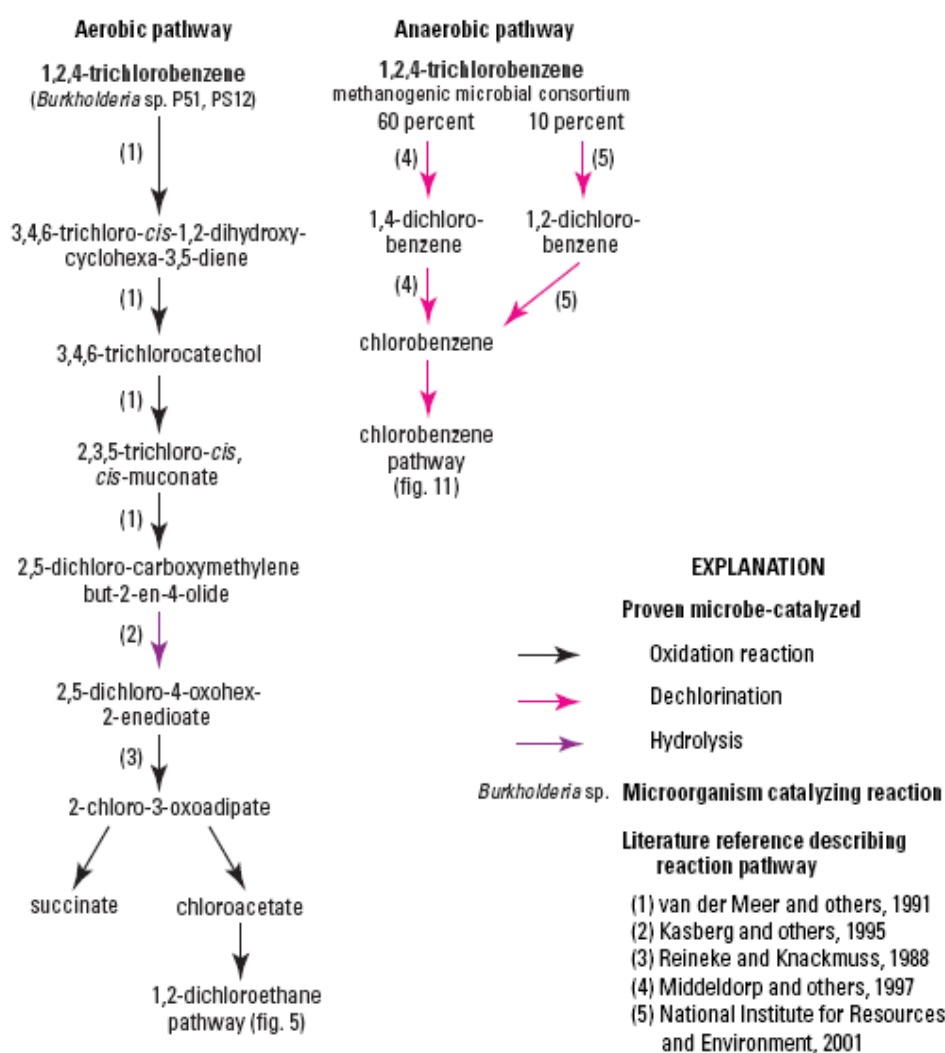 Aerobic pathway
1,2,4-trichlorobenzene
(Burkholderia sp. P51, PS12)
(1)
3,4,6-trichloro-cis-1,2-dihydroxy-
cyclohexa-3,5-diene
(1)
3,4,6-trichlorocatechol
(1)
2,3,5-trichloro-cis,
cis-muconate
(1)
2,5-dichloro-carboxymethylene
but-2-en-4-olide
(2)
2,5-dichloro-4-oxohex-
2-enedioate
(3)
2-chloro-3-oxoadipate
succinate
chloroacetate
1,2-dichloroethane
pathway (fig. 5)
Anaerobic pathway
1,2,4-trichlorobenzene
methanogenic microbial consortium
60 percent
10 percent
(4)
(5)
1,4-dichloro-
benzene
1,2-dichloro-
benzene
(4)
(5)
chlorobenzene
chlorobenzene
pathway
(fig. 11)
EXPLANATION
Proven microbe-catalyzed
Oxidation reaction
Dechlorination
Hydrolysis
Burkholderia sp. Microorganism catalyzing reaction
Literature reference describing
reaction pathway
(1) van der Meer and others, 1991
(2) Kasberg and others, 1995
(3) Reineke and Knackmuss, 1988
(4) Middeldorp and others, 1997
(5) National Institute for Resources
and Environment, 2001